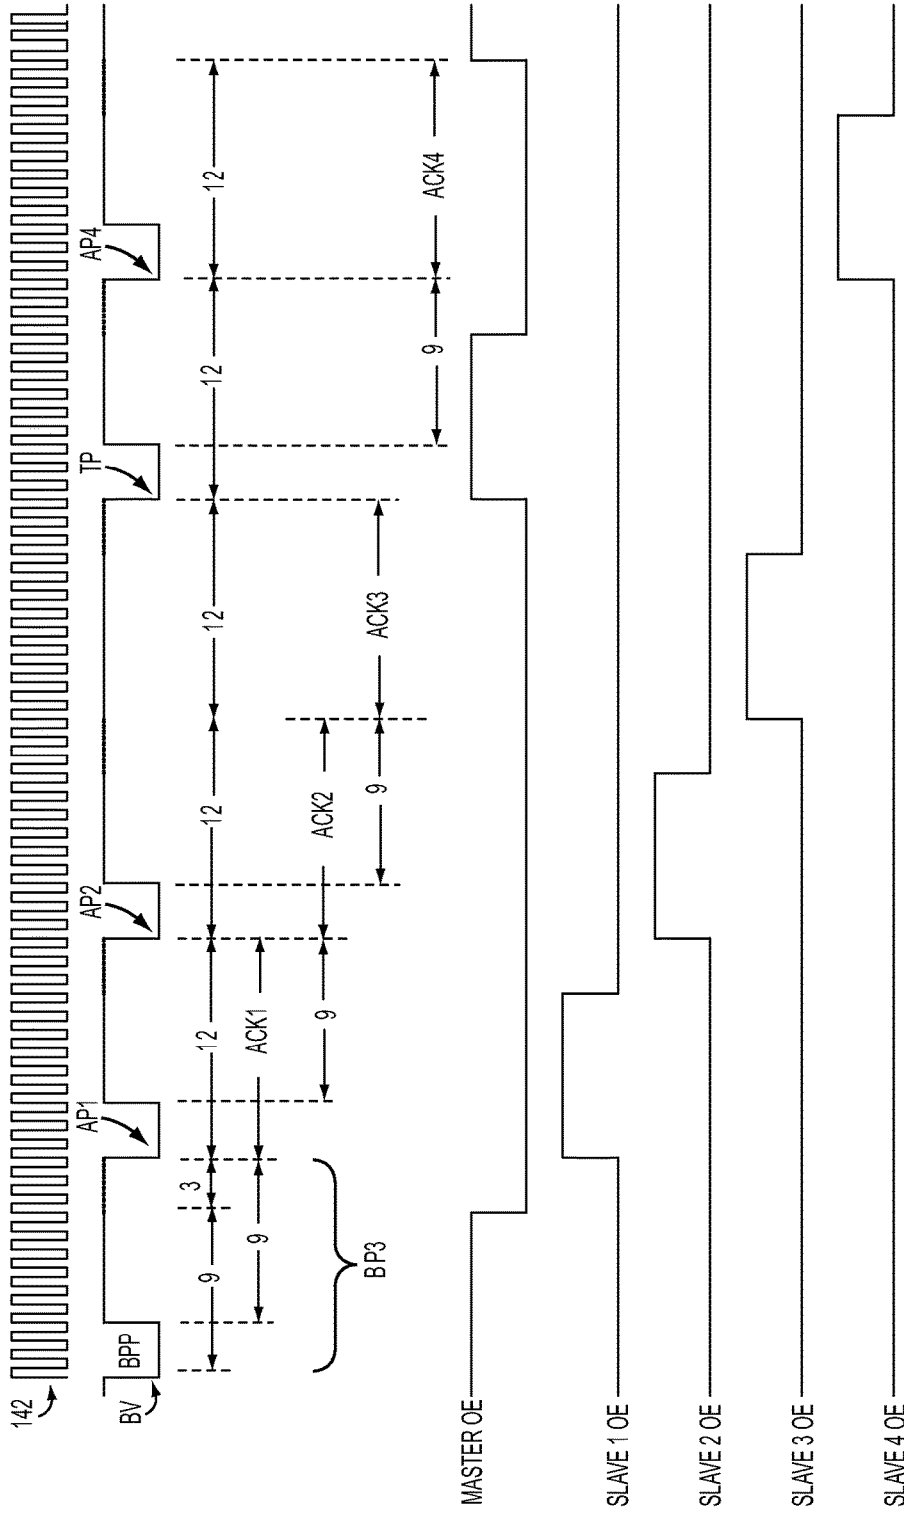 142
BV
BPP
AP1
AP2
TP
AP4
9
3
12
12
12
12
12
9
ACK1
9
ACK2
9
ACK3
9
ACK4
BP3
MASTER OE
SLAVE 1 OE
SLAVE 2 OE
SLAVE 3 OE
SLAVE 4 OE